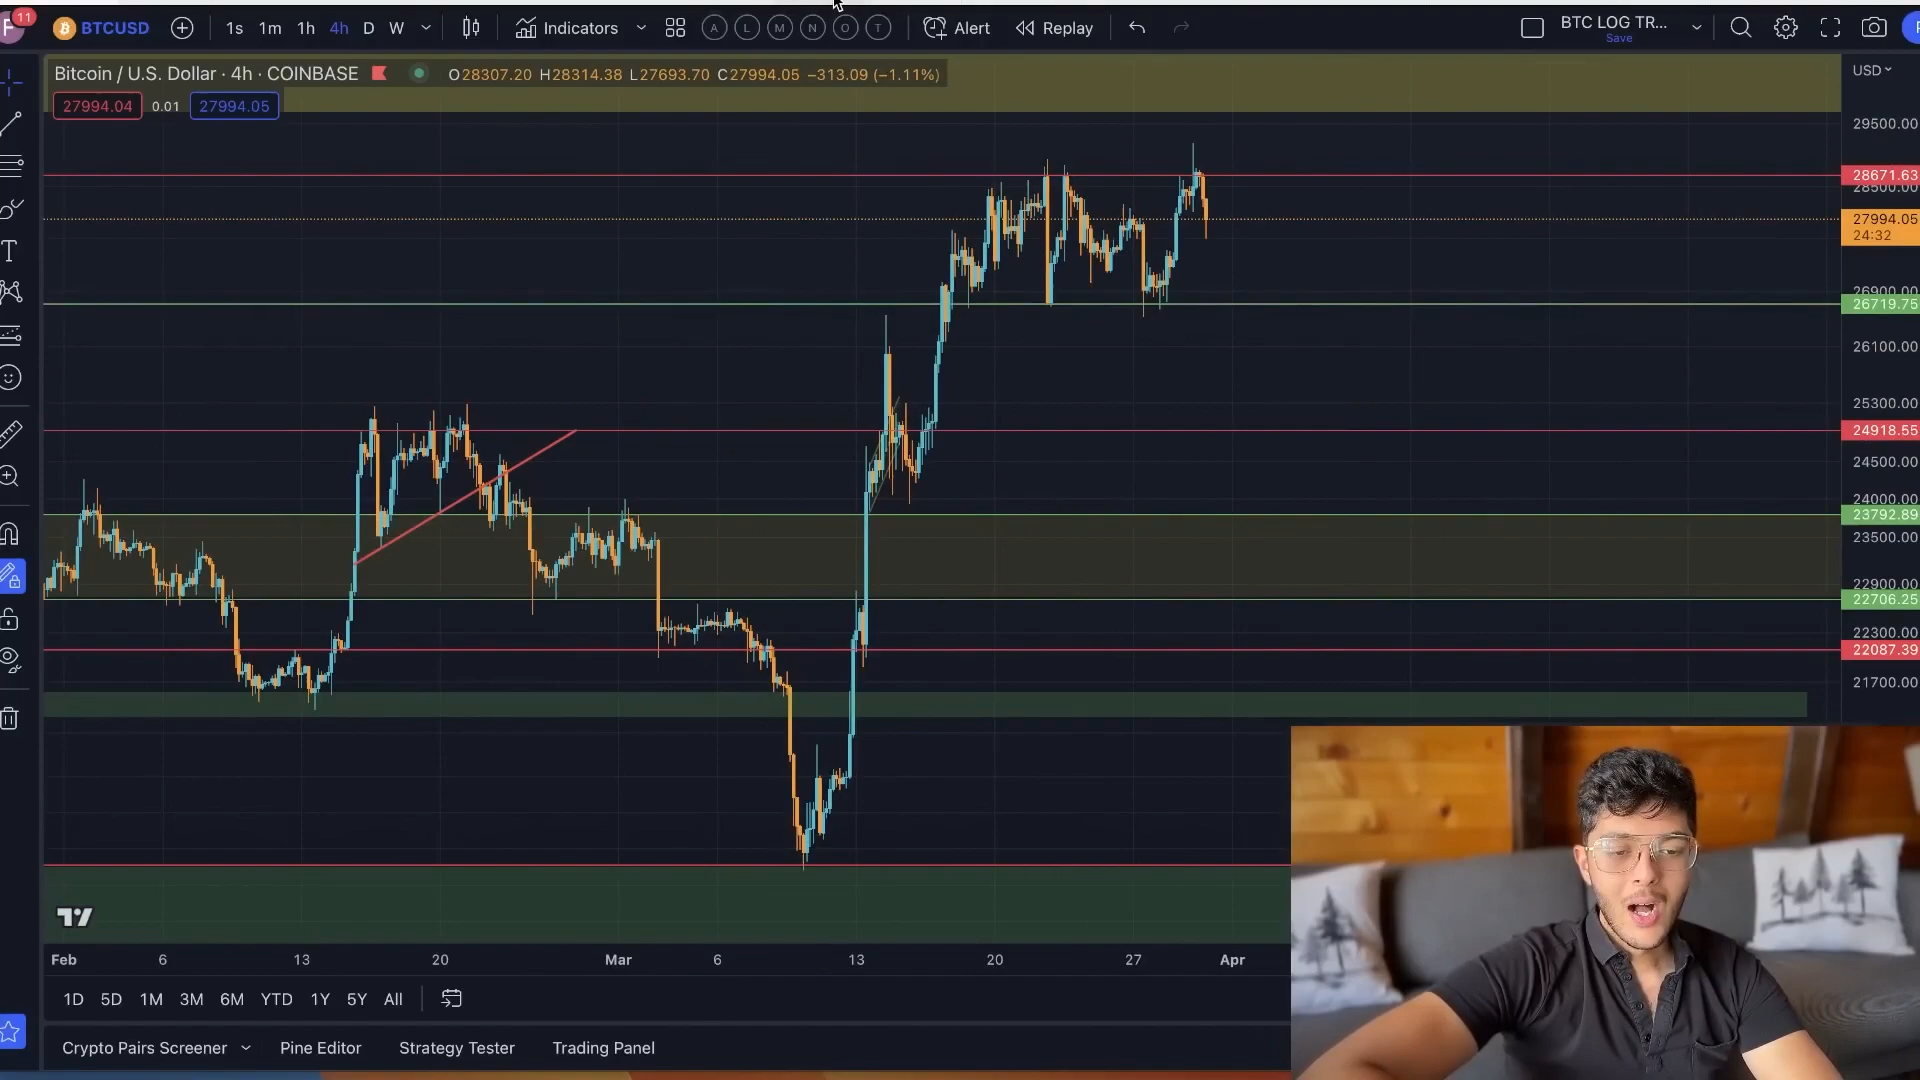 11
BTCUSD 1s 1m 1h 4h D W Indicators A L M N O T Alert Replay BTC LOG TR...
Save
Bitcoin / U.S. Dollar · 4h · COINBASE O28307.20 H28314.38 L27693.70 C27994.05 −313.09 (−1.11%)
USD
27994.04 0.01 27994.05
29500.00
28671.63
28500.00
27994.05
24:32
26900.00
26719.75
26100.00
25300.00
24918.55
24500.00
24000.00
23792.89
23500.00
22900.00
22706.25
22300.00
22087.39
21700.00
Feb 6 13 20 Mar 6 13 20 27 Apr
1D 5D 1M 3M 6M YTD 1Y 5Y All
Crypto Pairs Screener Pine Editor Strategy Tester Trading Panel